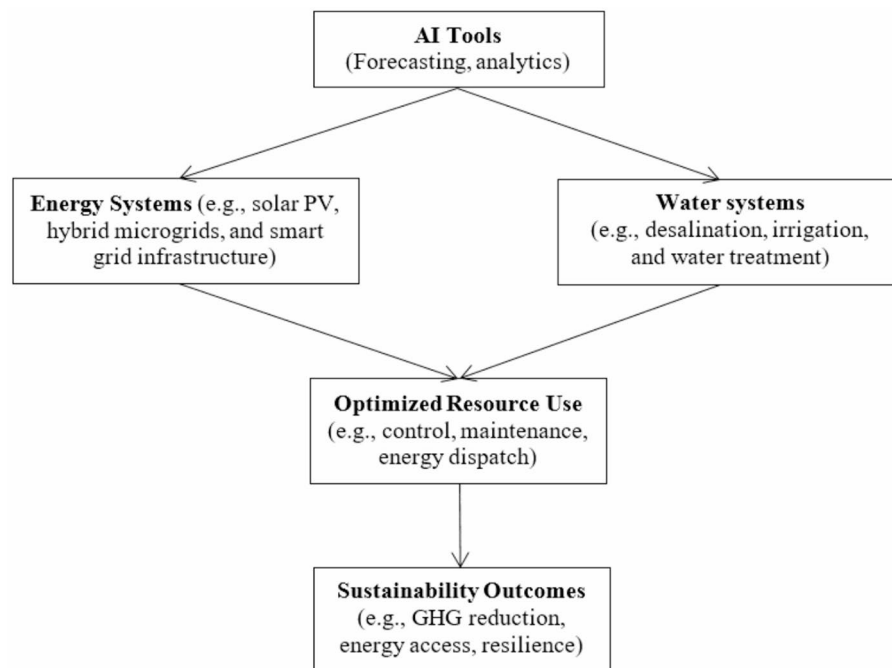 AI Tools
(Forecasting, analytics)
Energy Systems (e.g., solar PV,
hybrid microgrids, and smart
grid infrastructure)
Water systems
(e.g., desalination, irrigation,
and water treatment)
Optimized Resource Use
(e.g., control, maintenance,
energy dispatch)
Sustainability Outcomes
(e.g., GHG reduction,
energy access, resilience)